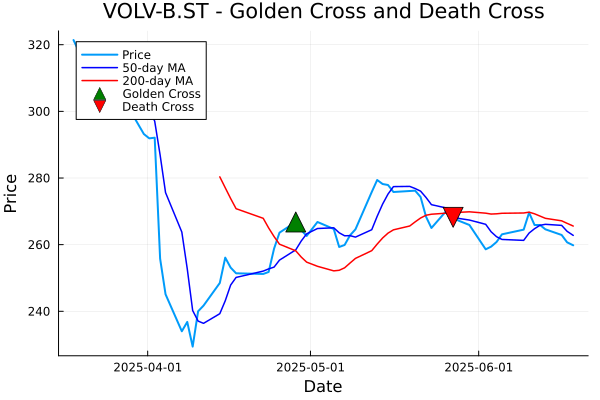 VOLV-B.ST - Golden Cross and Death Cross
Price
50-day MA
200-day MA
Golden Cross
Death Cross
320
300
280
260
240
Price
2025-04-01
2025-05-01
2025-06-01
Date